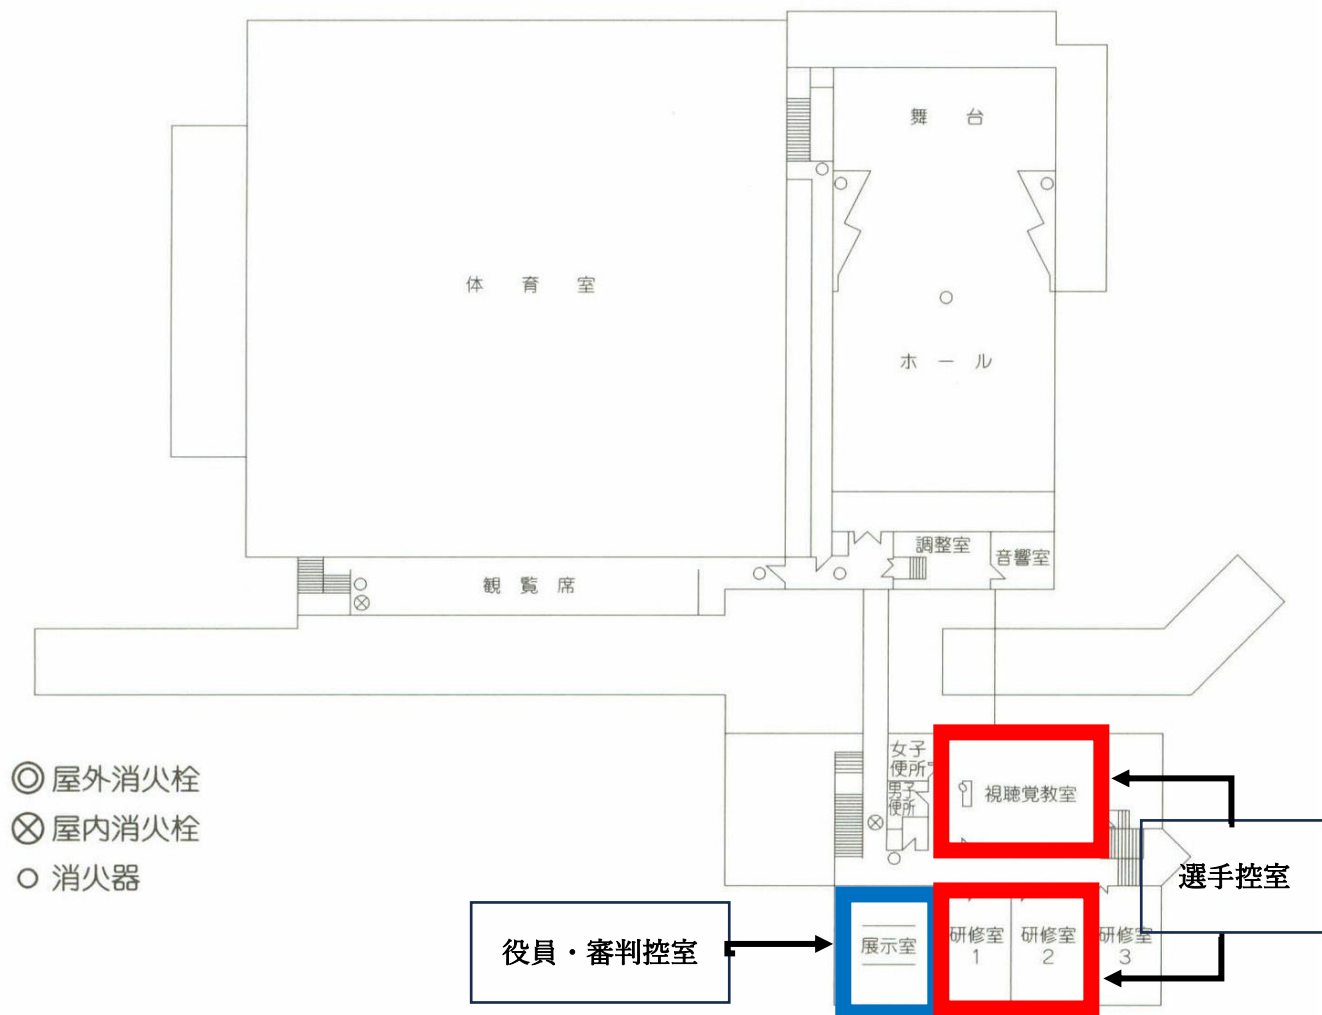 舞 台
体 育 室
ホ ー ル
調整室
音響室
観 覧 席
女子
便所
男子
便所
視聴覚教室
◎ 屋外消火栓
⊗ 屋内消火栓
○ 消火器
選手控室
役員・審判控室
展示室
研修室
1
研修室
2
研修室
3